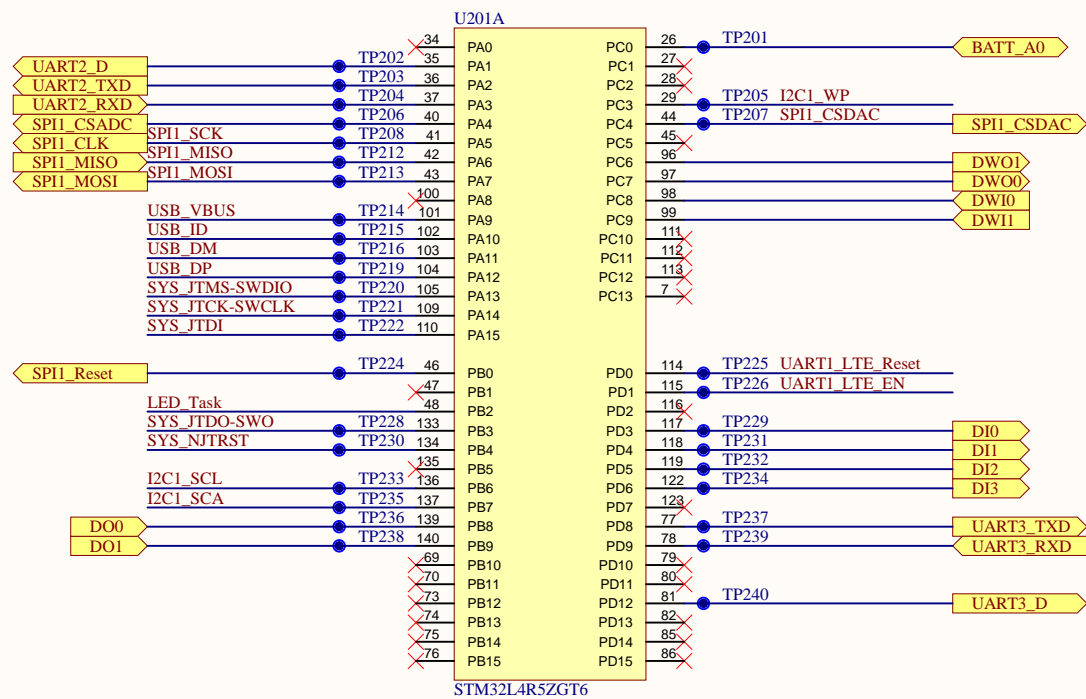 U201A
34 PA0 PC0 26 TP201 BATT_A0
UART2_D TP202 35 PA1 PC1 27
UART2_TXD TP203 36 PA2 PC2 28
UART2_RXD TP204 37 PA3 PC3 29 TP205 I2C1_WP
SPI1_CSADC TP206 40 PA4 PC4 44 TP207 SPI1_CSDAC SPI1_CSDAC
SPI1_CLK SPI1_SCK TP208 41 PA5 PC5 45
SPI1_MISO SPI1_MISO TP212 42 PA6 PC6 96 DWO1
SPI1_MOSI SPI1_MOSI TP213 43 PA7 PC7 97 DWO0
100 PA8 PC8 98 DWI0
USB_VBUS TP214 101 PA9 PC9 99 DWI1
USB_ID TP215 102 PA10 PC10 111
USB_DM TP216 103 PA11 PC11 112
USB_DP TP219 104 PA12 PC12 113
SYS_JTMS-SWDIO TP220 105 PA13 PC13 7
SYS_JTCK-SWCLK TP221 109 PA14
SYS_JTDI TP222 110 PA15
SPI1_Reset TP224 46 PB0 PD0 114 TP225 UART1_LTE_Reset
47 PB1 PD1 115 TP226 UART1_LTE_EN
LED_Task 48 PB2 PD2 116
SYS_JTDO-SWO TP228 133 PB3 PD3 117 TP229 DI0
SYS_NJTRST TP230 134 PB4 PD4 118 TP231 DI1
135 PB5 PD5 119 TP232 DI2
I2C1_SCL TP233 136 PB6 PD6 122 TP234 DI3
I2C1_SCA TP235 137 PB7 PD7 123
DO0 TP236 139 PB8 PD8 77 TP237 UART3_TXD
DO1 TP238 140 PB9 PD9 78 TP239 UART3_RXD
69 PB10 PD10 79
70 PB11 PD11 80
73 PB12 PD12 81 TP240 UART3_D
74 PB13 PD13 82
75 PB14 PD14 85
76 PB15 PD15 86
STM32L4R5ZGT6